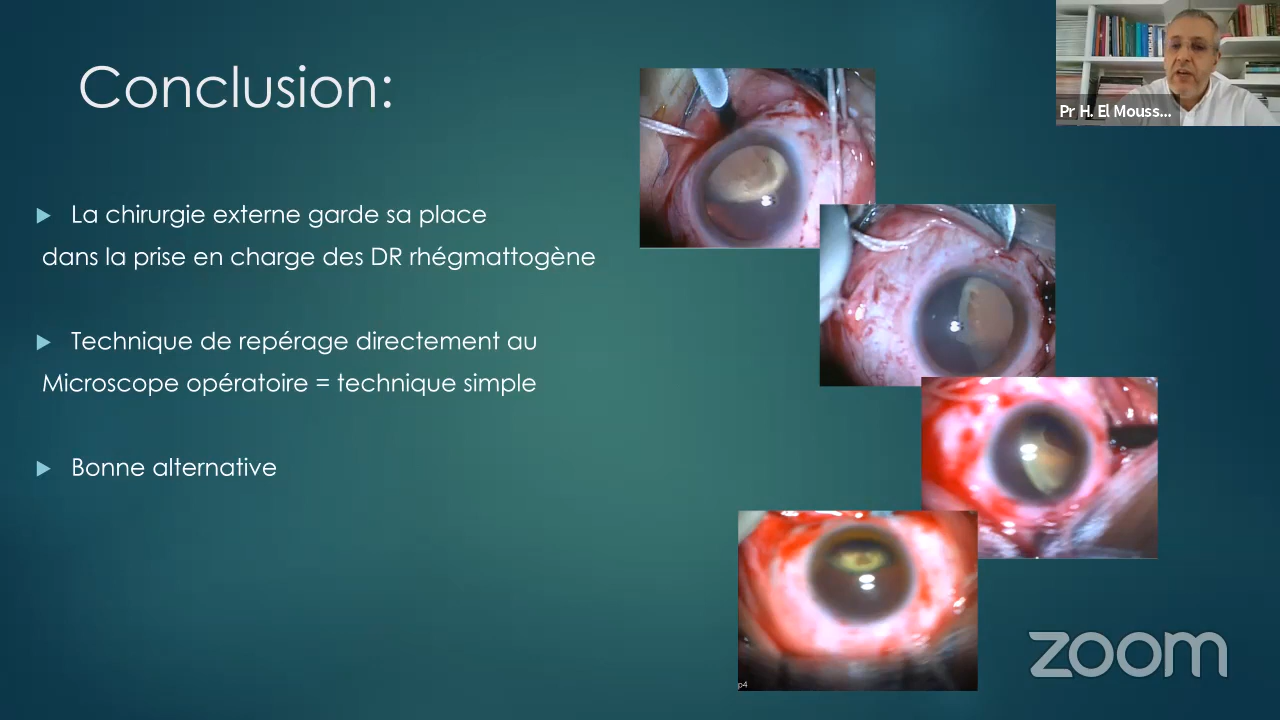 Conclusion:
Pr H. El Mouss...
La chirurgie externe garde sa place
dans la prise en charge des DR rhégmattogène
Technique de repérage directement au
Microscope opératoire = technique simple
Bonne alternative
p4
zoom